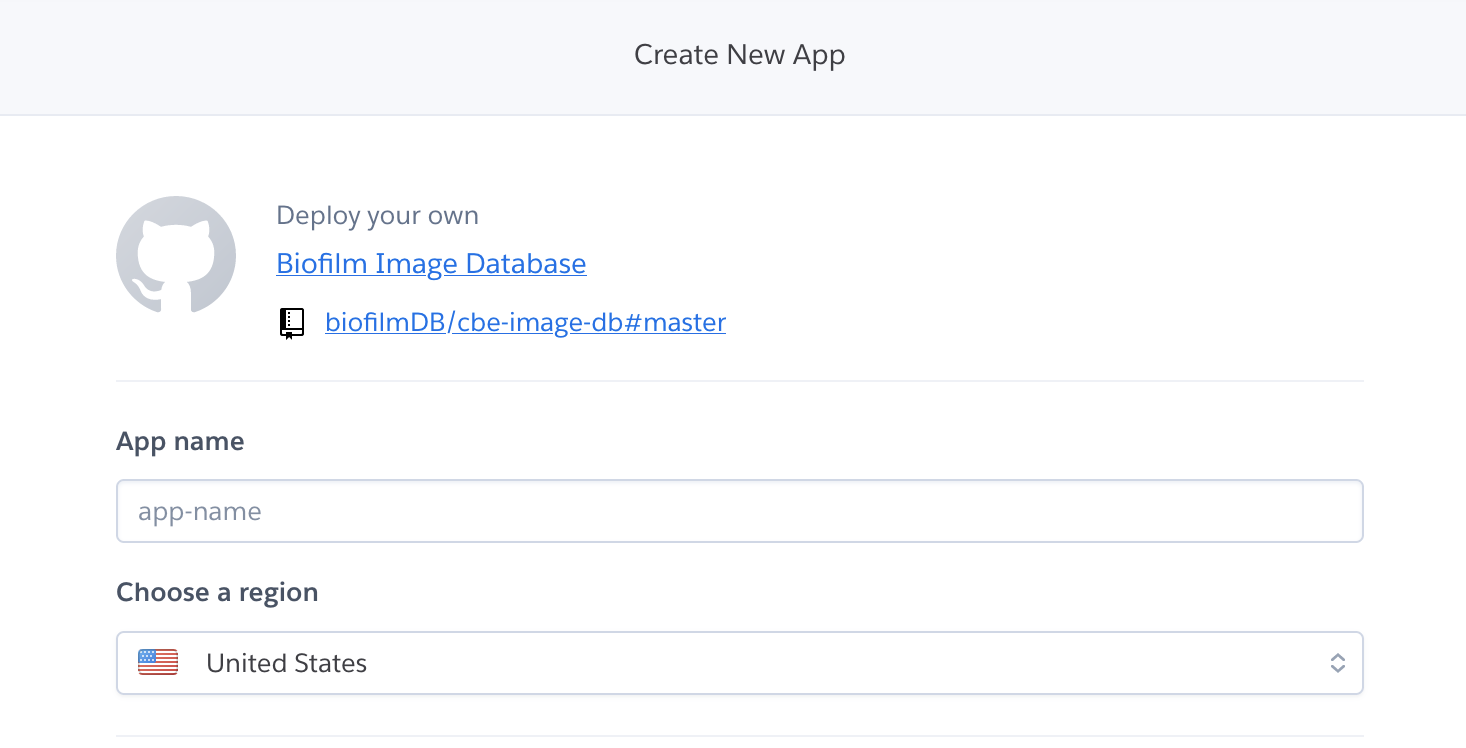 Create New App
Deploy your own
Biofilm Image Database
biofilmDB/cbe-image-db#master
App name
app-name
Choose a region
United States